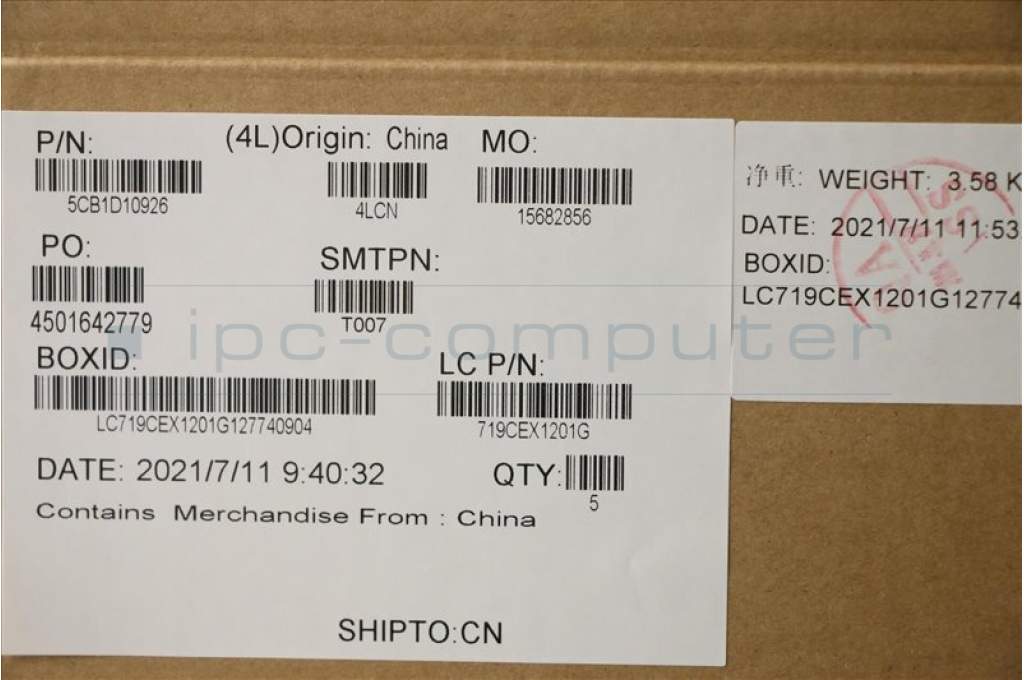 P/N: (4L)Origin: China MO:
5CB1D10926 4LCN 15682856
PO: SMTPN:
4501642779 T007
BOXID: LC P/N:
LC719CEX1201G127740904 719CEX1201G
DATE: 2021/7/11 9:40:32 QTY:
5
Contains Merchandise From : China
SHIPTO:CN
净重: WEIGHT: 3.58 K
DATE: 2021/7/11 11:53
BOXID:
LC719CEX1201G12774
ipc-computer